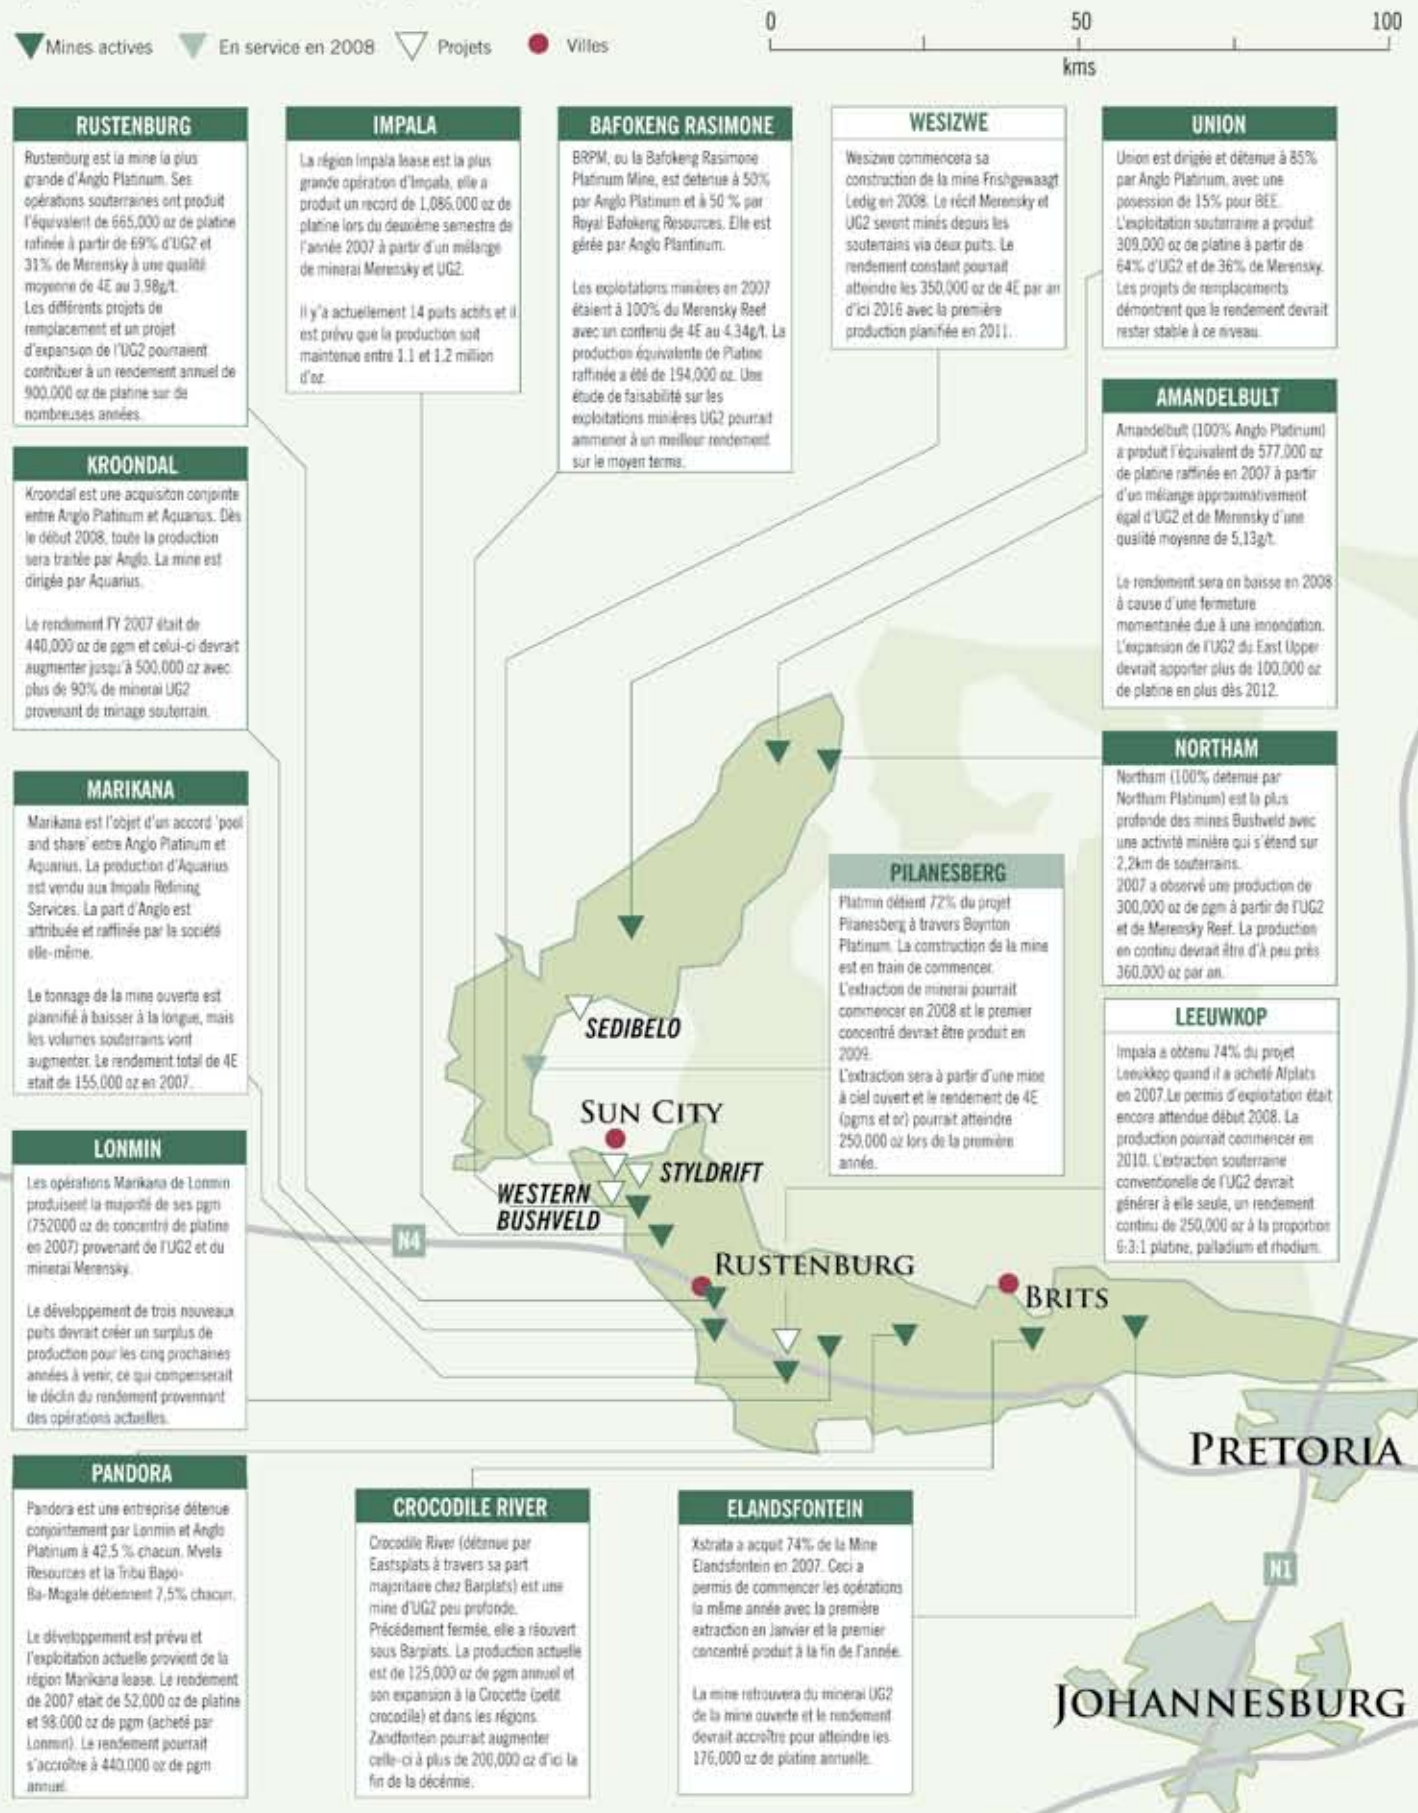 Mines actives
En service en 2008
Projets
Villes
0
50
100
kms
RUSTENBURG
Rustenburg est la mine la plus
grande d'Anglo Platinum. Ses
opérations souterraines ont produit
l'équivalent de 665,000 oz de platine
rafinée à partir de 69% d'UG2 et
31% de Merensky à une qualité
moyenne de 4E au 3,98g/t.
Les différents projets de
remplacement et un projet
d'expansion de l'UG2 pourraient
contribuer à un rendement annuel de
900,000 oz de platine sur de
nombreuses années.
IMPALA
La région Impala lease est la plus
grande opération d'Impala, elle a
produit un record de 1,086,000 oz de
platine lors du deuxième semestre de
l'année 2007 à partir d'un mélange
de minerai Merensky et UG2.
Il y'a actuellement 14 puits actifs et il
est prévu que la production soit
maintenue entre 1.1 et 1.2 million
d'oz.
BAFOKENG RASIMONE
BRPM, ou la Bafokeng Rasimone
Platinum Mine, est detenue à 50%
par Anglo Platinum et à 50 % par
Royal Bafokeng Resources. Elle est
gérée par Anglo Plantinum.
Les exploitations minières en 2007
étaient à 100% du Merensky Reef
avec un contenu de 4E au 4.34g/t. La
production équivalente de Platine
raffinée a été de 194,000 oz. Une
étude de faisabilité sur les
exploitations minières UG2 pourrait
ammener à un meilleur rendement
sur le moyen terme.
WESIZWE
Wesizwe commencera sa
construction de la mine Frishgewaagt
Ledig en 2008. Le récif Merensky et
UG2 seront minés depuis les
souterrains via deux puits. Le
rendement constant pourrait
atteindre les 350,000 oz de 4E par an
d'ici 2016 avec la première
production planifiée en 2011.
UNION
Union est dirigée et détenue à 85%
par Anglo Platinum, avec une
posession de 15% pour BEE.
L'exploitation souterraine a produit
309,000 oz de platine à partir de
64% d'UG2 et de 36% de Merensky.
Les projets de remplacements
démontrent que le rendement devrait
rester stable à ce niveau.
AMANDELBULT
Amandelbult (100% Anglo Platinum)
a produit l'équivalent de 577,000 oz
de platine raffinée en 2007 à partir
d'un mélange approximativement
égal d'UG2 et de Merensky d'une
qualité moyenne de 5,13g/t.
Le rendement sera en baisse en 2008
à cause d'une fermeture
momentanée due à une innondation.
L'expansion de l'UG2 du East Upper
devrait apporter plus de 100,000 oz
de platine en plus dès 2012.
KROONDAL
Kroondal est une acquisiton conjointe
entre Anglo Platinum et Aquarius. Dès
le début 2008, toute la production
sera traitée par Anglo. La mine est
dirigée par Aquarius.
Le rendement FY 2007 était de
440,000 oz de pgm et celui-ci devrait
augmenter jusqu'à 500,000 oz avec
plus de 90% de minerai UG2
provenant de minage souterrain.
NORTHAM
Northam (100% detenue par
Northam Platinum) est la plus
profonde des mines Bushveld avec
une activité minière qui s'étend sur
2,2km de souterrains.
2007 a observé une production de
300,000 oz de pgm à partir de l'UG2
et de Merensky Reef. La production
en continu devrait être d'à peu près
360,000 oz par an.
MARIKANA
Marikana est l'objet d'un accord 'pool
and share' entre Anglo Platinum et
Aquarius. La production d'Aquarius
est vendu aux Impala Refining
Services. La part d'Anglo est
attribuée et raffinée par la société
elle-même.
Le tonnage de la mine ouverte est
plannifié à baisser à la longue, mais
les volumes souterrains vont
augmenter. Le rendement total de 4E
etait de 155,000 oz en 2007.
PILANESBERG
Platmin détient 72% du projet
Pilanesberg à travers Boynton
Platinum. La construction de la mine
est en train de commencer.
L'extraction de minerai pourrait
commencer en 2008 et le premier
concentré devrait être produit en
2009.
L'extraction sera à partir d'une mine
à ciel ouvert et le rendement de 4E
(pgms et or) pourrait atteindre
250,000 oz lors de la première
année.
LEEUWKOP
Impala a obtenu 74% du projet
Leeukkop quand il a acheté Afplats
en 2007.Le permis d'exploitation était
encore attendue début 2008. La
production pourrait commencer en
2010. L'extraction souterraine
conventionelle de l'UG2 devrait
générer à elle seule, un rendement
continu de 250,000 oz à la proportion
6:3:1 platine, palladium et rhodium.
SEDIBELO
SUN CITY
STYLDRIFT
WESTERN
BUSHVELD
N4
RUSTENBURG
BRITS
LONMIN
Les opérations Marikana de Lonmin
produisent la majorité de ses pgm
(752000 oz de concentré de platine
en 2007) provenant de l'UG2 et du
minerai Merensky.
Le développement de trois nouveaux
puits devrait créer un surplus de
production pour les cinq prochaines
années à venir, ce qui compenserait
le déclin du rendement provennant
des opérations actuelles.
PRETORIA
PANDORA
Pandora est une entreprise détenue
conjointement par Lonmin et Anglo
Platinum à 42,5 % chacun. Mvela
Resources et la Tribu Bapo-
Ba-Mogale détiennent 7,5% chacun.
Le développement est prévu et
l'exploitation actuelle provient de la
région Marikana lease. Le rendement
de 2007 etait de 52,000 oz de platine
et 98,000 oz de pgm (acheté par
Lonmin). Le rendement pourrait
s'accroître à 440,000 oz de pgm
annuel.
CROCODILE RIVER
Crocodile River (détenue par
Eastsplats à travers sa part
majoritaire chez Barplats) est une
mine d'UG2 peu profonde.
Précédement fermée, elle a réouvert
sous Barplats. La production actuelle
est de 125,000 oz de pgm annuel et
son expansion à la Crocette (petit
crocodile) et dans les régions.
Zandfontein pourrait augmenter
celle-ci à plus de 200,000 oz d'ici la
fin de la décénnie.
ELANDSFONTEIN
Xstrata a acquit 74% de la Mine
Elandsfontein en 2007. Ceci a
permis de commencer les opérations
la même année avec la première
extraction en Janvier et le premier
concentré produit à la fin de l'année.
La mine retrouvera du minerai UG2
de la mine ouverte et le rendement
devrait accroître pour atteindre les
176,000 oz de platine annuelle.
N1
JOHANNESBURG